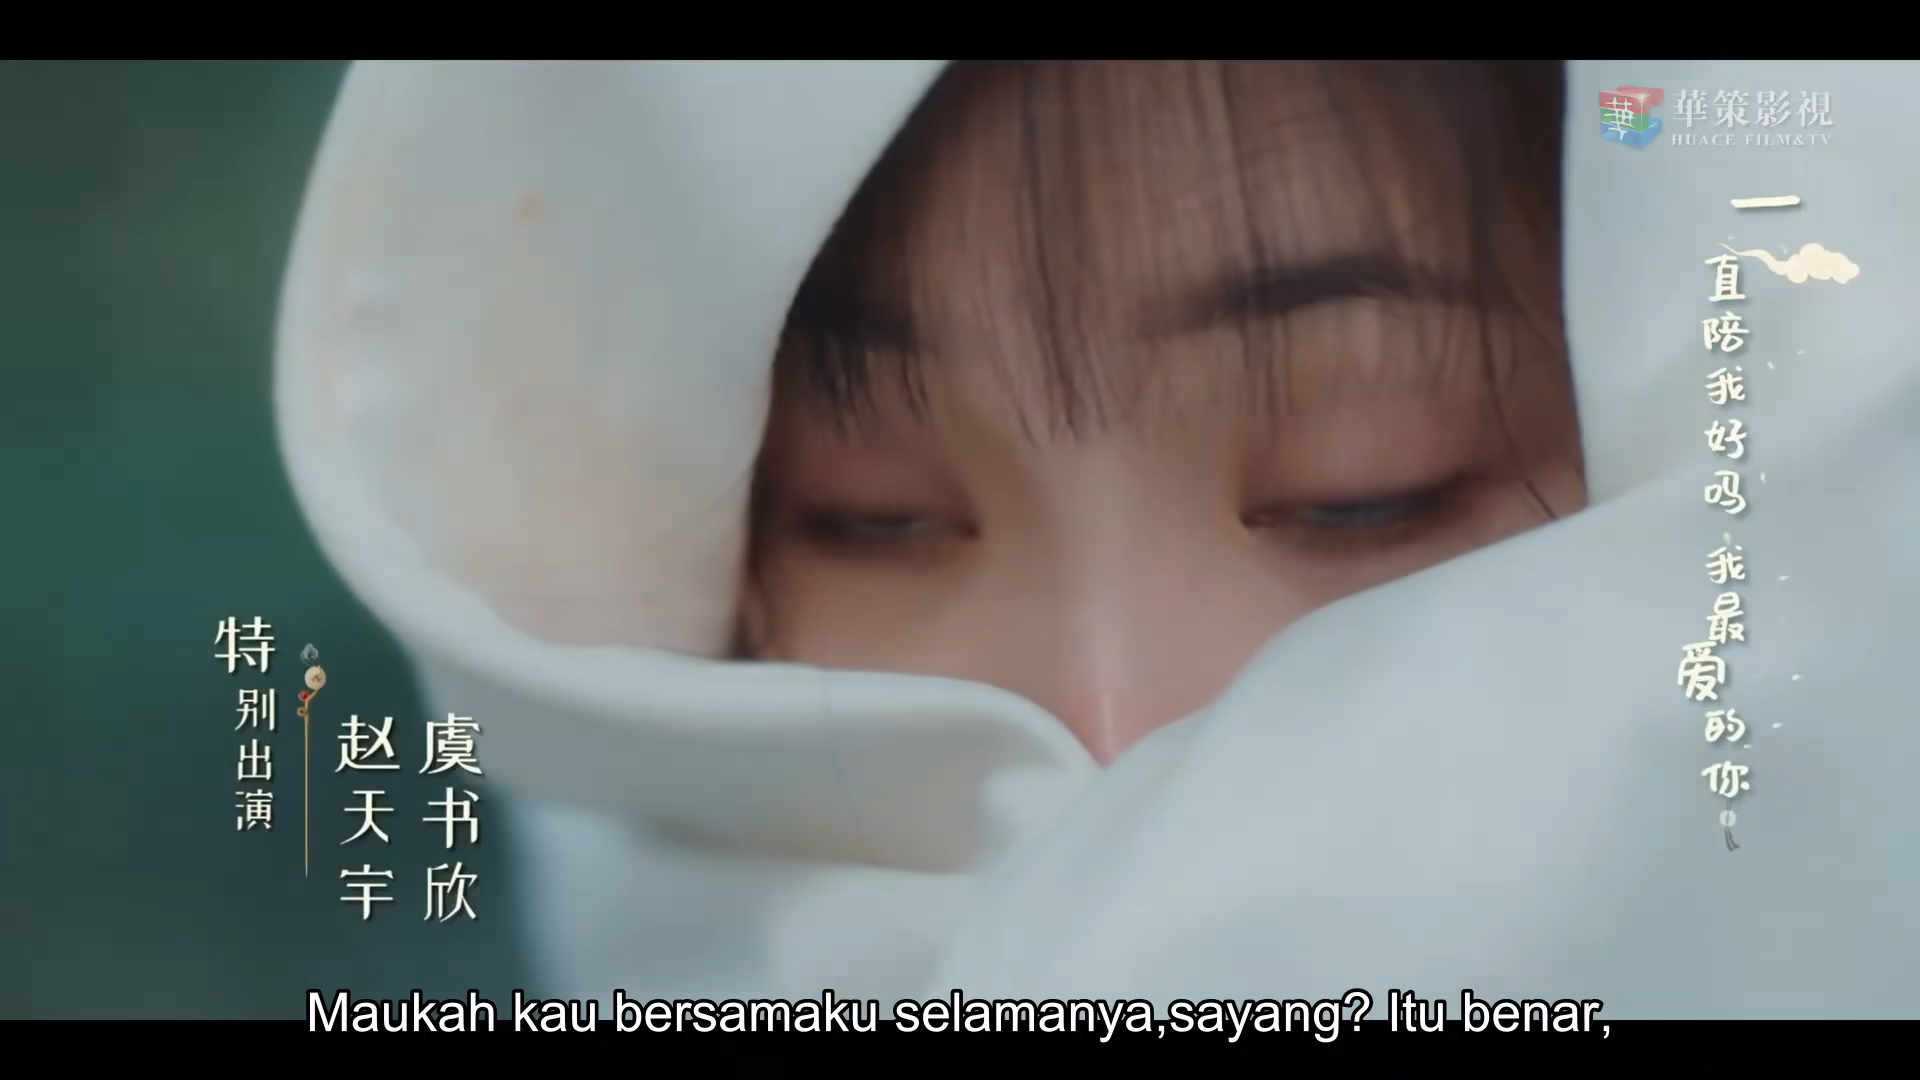 華策影視
HUACE FILM&TV
一直陪我好吗 我最爱的你
特别出演
虞书欣
赵天宇
Maukah kau bersamaku selamanya,sayang? Itu benar,